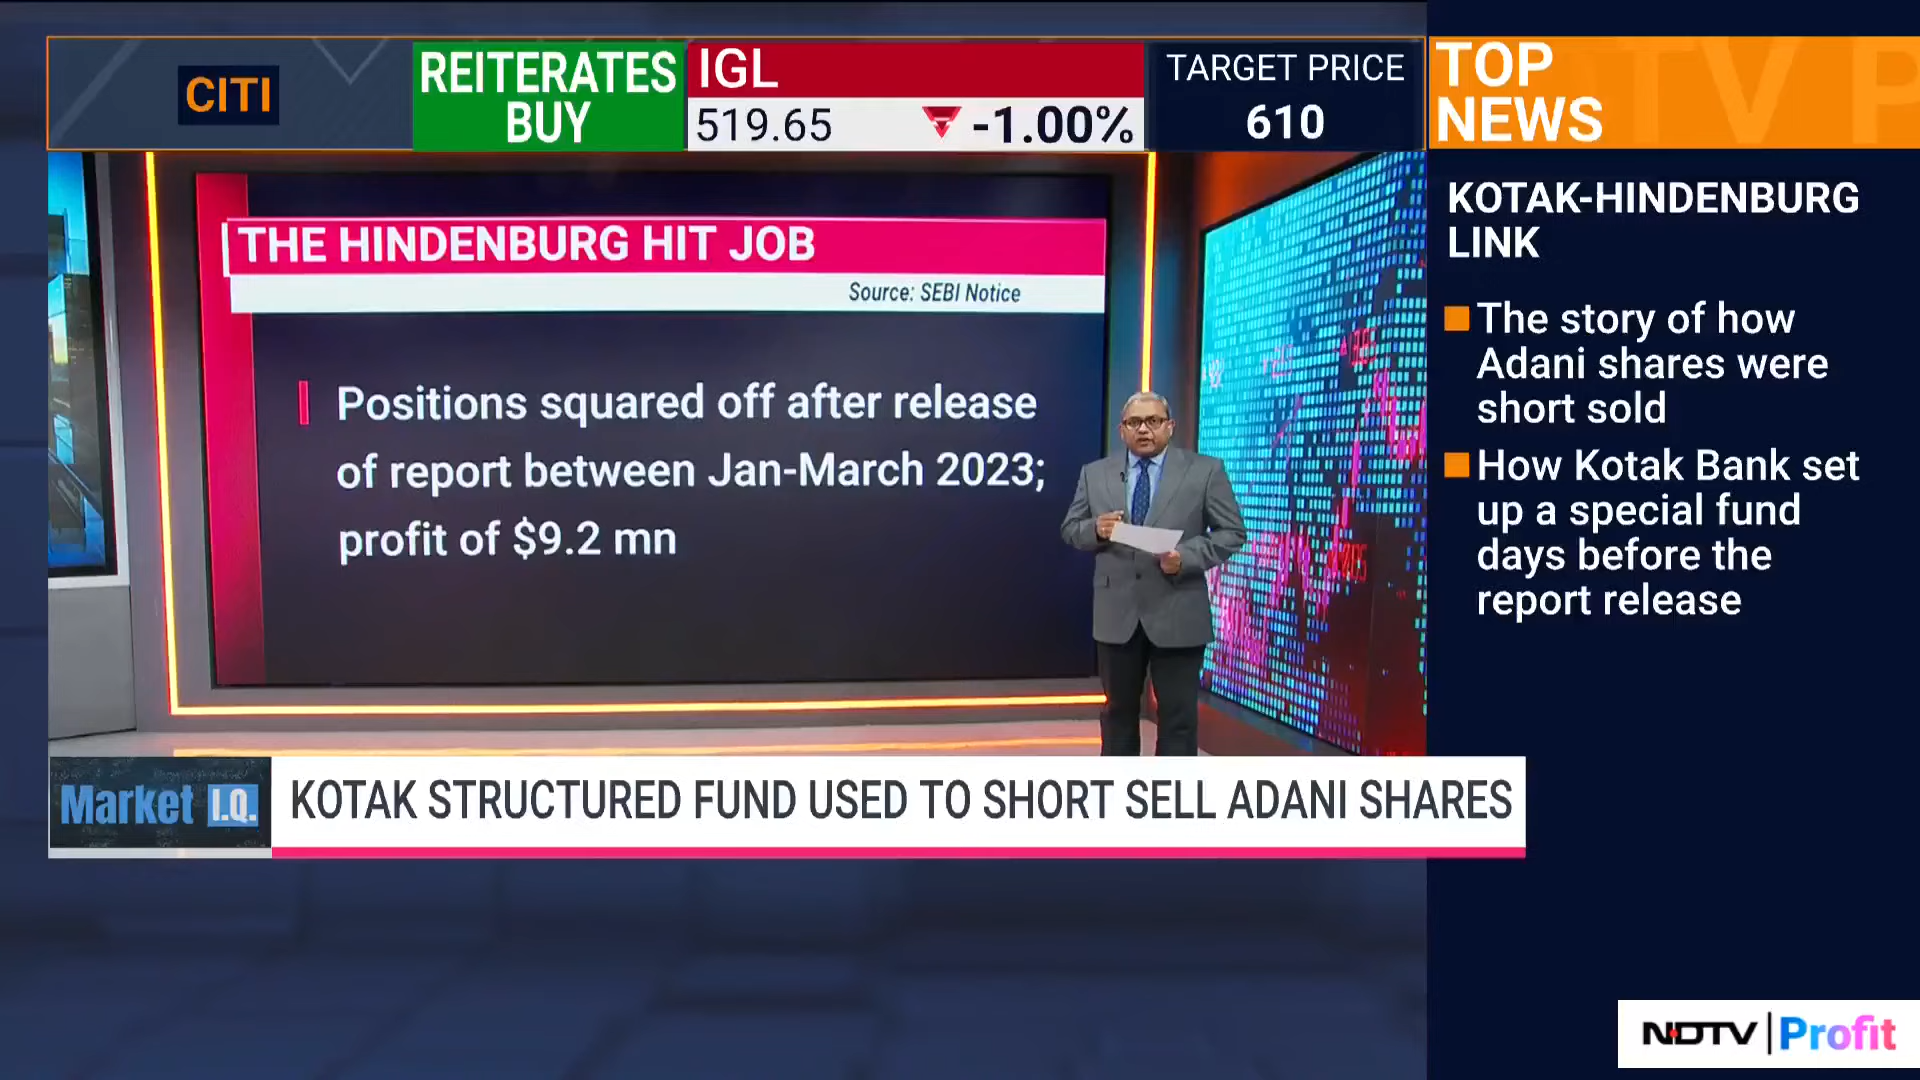 CITI
REITERATES
BUY
IGL
519.65
-1.00%
TARGET PRICE
610
TOP
NEWS
THE HINDENBURG HIT JOB
Source: SEBI Notice
Positions squared off after release
of report between Jan-March 2023;
profit of $9.2 mn
KOTAK-HINDENBURG
LINK
The story of how
Adani shares were
short sold
How Kotak Bank set
up a special fund
days before the
report release
Market I.Q.
KOTAK STRUCTURED FUND USED TO SHORT SELL ADANI SHARES
NDTV Profit